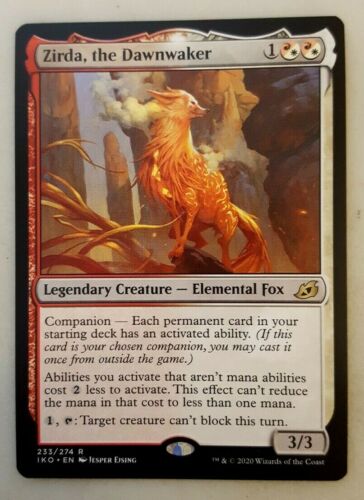 Zirda, the Dawnwaker 1
Legendary Creature — Elemental Fox
Companion — Each permanent card in your
starting deck has an activated ability. (If this
card is your chosen companion, you may cast it
once from outside the game.)
Abilities you activate that aren't mana abilities
cost 2 less to activate. This effect can't reduce
the mana in that cost to less than one mana.
1, : Target creature can't block this turn.
3/3
233/274 R
IKO • EN Jesper Ejsing
™ & © 2020 Wizards of the Coast